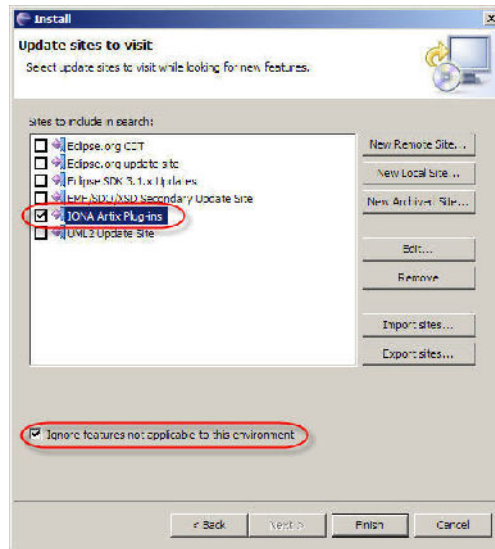 Install
Update sites to visit
Select update sites to visit while looking for new features.
Sites to include in search:
Eclipse.org CDT
Eclipse.org update site
Eclipse SDK 3.1.x Updates
EMF/SDO/XSD Secondary Update Site
IONA Artix Plug-ins
UML2 Update Site
New Remote Site...
New Local Site...
New Archived Site...
Edit...
Remove
Import sites...
Export sites...
Ignore features not applicable to this environment
< Back
Next >
Finish
Cancel